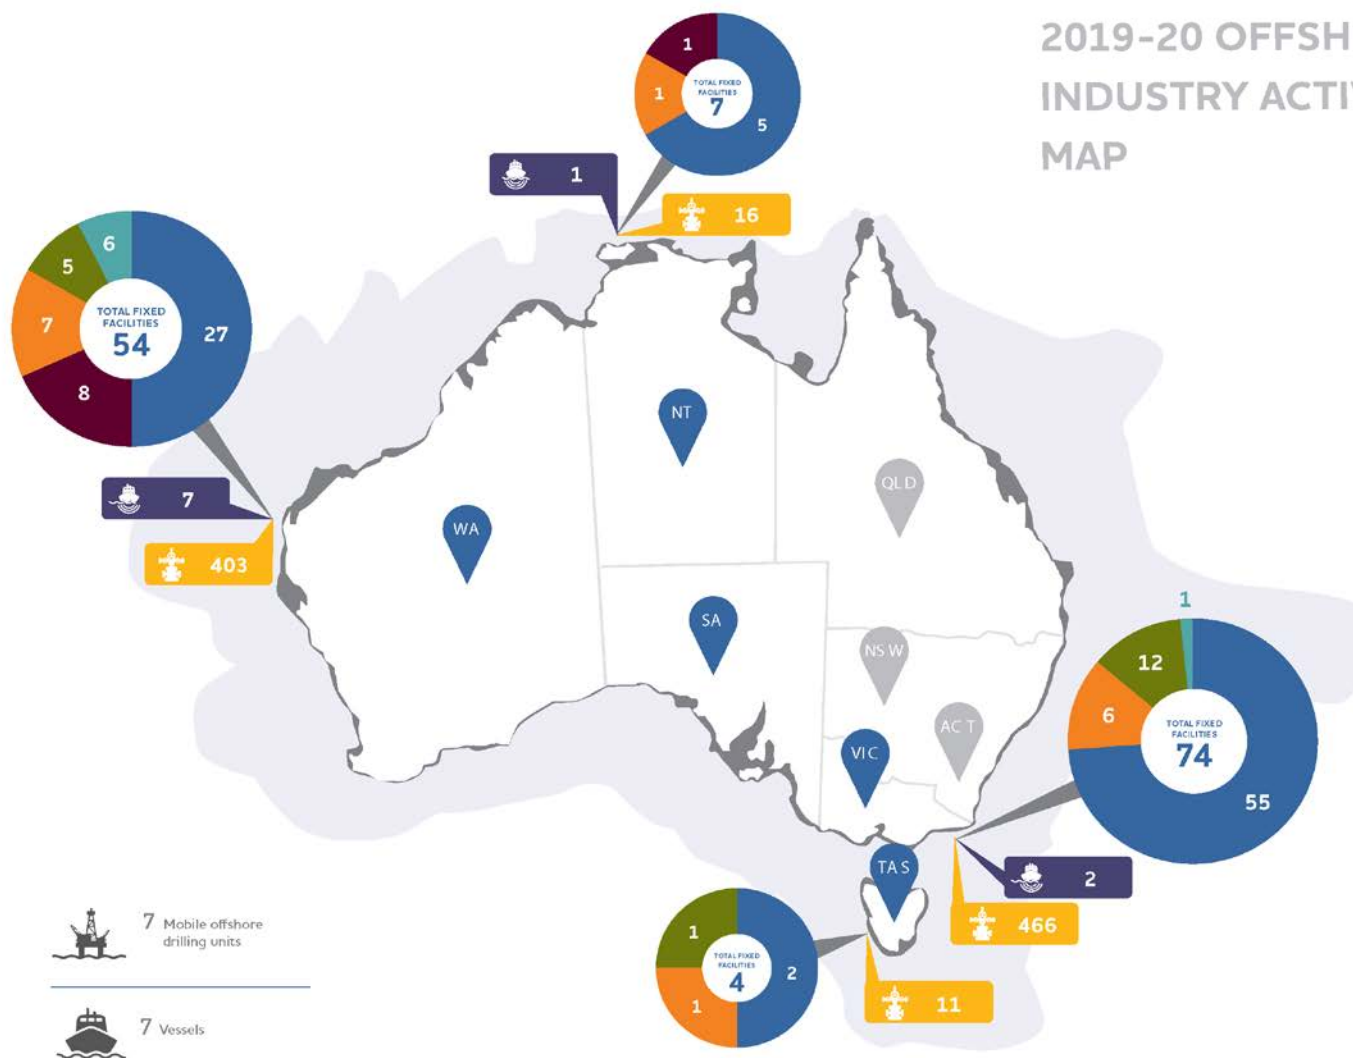 2019-20 OFFSH
INDUSTRY ACTI
MAP
1
1
5
TOTAL FIXED
FACILITIES
7
1
16
6
5
7
27
8
TOTAL FIXED
FACILITIES
54
7
403
NT
QLD
WA
SA
NSW
ACT
VIC
TAS
1
12
6
55
TOTAL FIXED
FACILITIES
74
2
466
1
2
1
TOTAL FIXED
FACILITIES
4
11
7 Mobile offshore
drilling units
7 Vessels